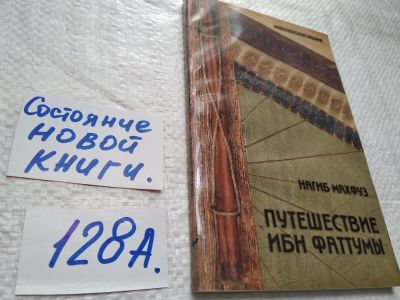 Состояние
новой
книги.
128А.
НАГИБ МАХФУЗ
ПУТЕШЕСТВИЕ
ИБН ФАТТУМЫ